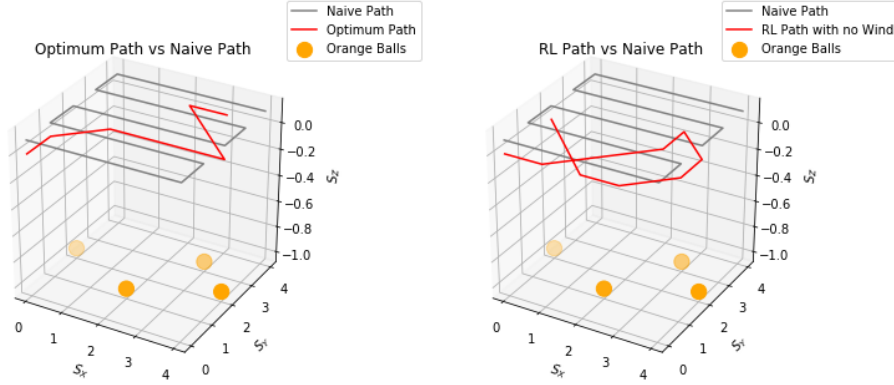 Naive Path
Optimum Path
Orange Balls
Optimum Path vs Naive Path
0.0
−0.2
−0.4
−0.6
−0.8
−1.0
S_Z
0
1
2
3
4
S_X
0
1
2
3
4
S_Y
Naive Path
RL Path with no Wind
Orange Balls
RL Path vs Naive Path
0.0
−0.2
−0.4
−0.6
−0.8
−1.0
S_Z
0
1
2
3
4
S_X
0
1
2
3
4
S_Y